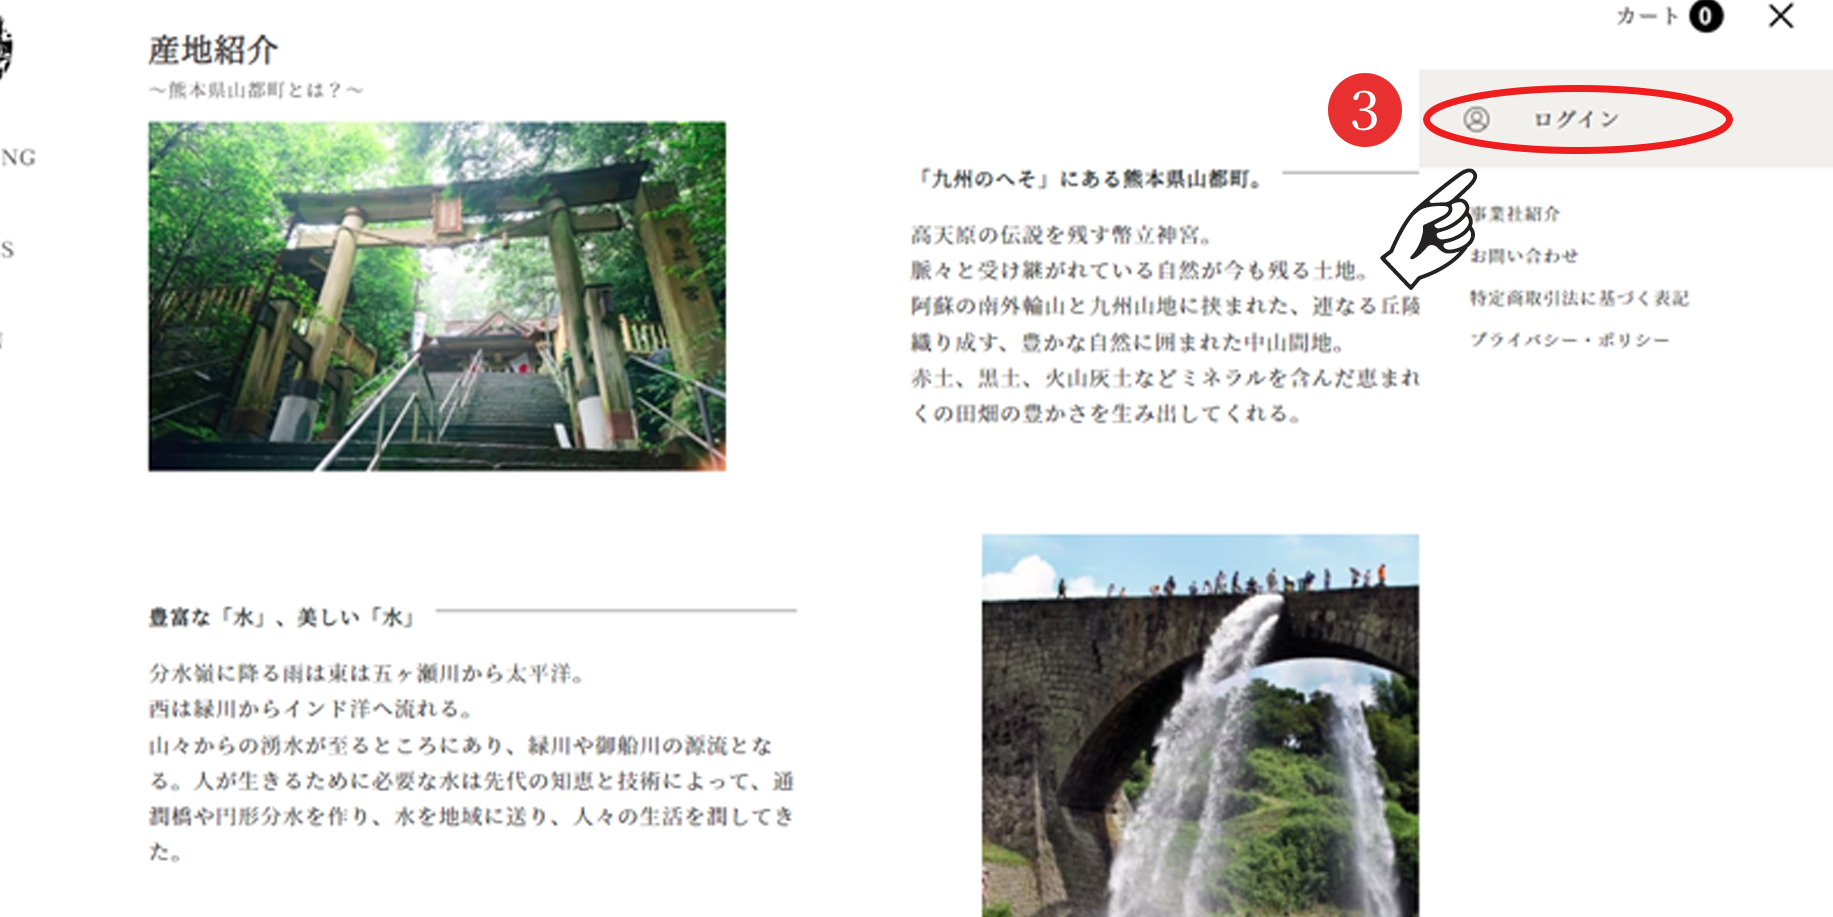 カート 0
産地紹介
〜熊本県山都町とは？〜
3
ログイン
NG
「九州のへそ」にある熊本県山都町。
事業社紹介
高天原の伝説を残す幣立神宮。
S
お問い合わせ
脈々と受け継がれている自然が今も残る土地。
特定商取引法に基づく表記
阿蘇の南外輪山と九州山地に挟まれた、連なる丘陵
プライバシー・ポリシー
織り成す、豊かな自然に囲まれた中山間地。
赤土、黒土、火山灰土などミネラルを含んだ恵まれ
くの田畑の豊かさを生み出してくれる。
豊富な「水」、美しい「水」
分水嶺に降る雨は東は五ヶ瀬川から太平洋。
西は緑川からインド洋へ流れる。
山々からの湧水が至るところにあり、緑川や御船川の源流とな
る。人が生きるために必要な水は先代の知恵と技術によって、通
潤橋や円形分水を作り、水を地域に送り、人々の生活を潤してき
た。